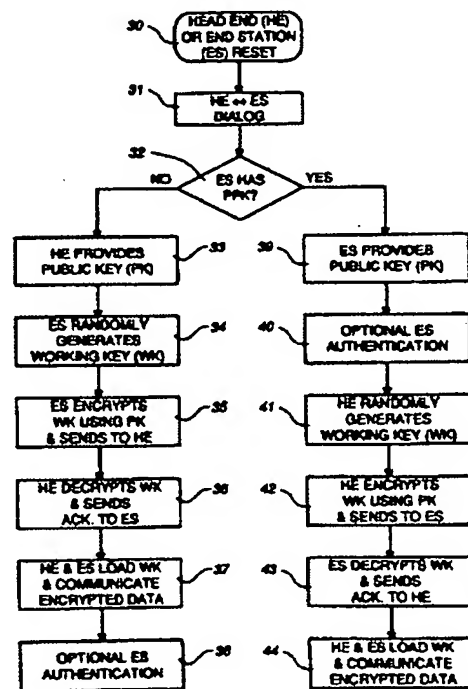 30
HEAD END (HE)
OR END STATION
(ES) RESET
31
HE ↔ ES
DIALOG
32
NO
ES HAS
PPK?
YES
HE PROVIDES
PUBLIC KEY (PK)
33
39
ES PROVIDES
PUBLIC KEY (PK)
ES RANDOMLY
GENERATES
WORKING KEY (WK)
34
40
OPTIONAL ES
AUTHENTICATION
ES ENCRYPTS
WK USING PK
& SENDS TO HE
35
41
HE RANDOMLY
GENERATES
WORKING KEY (WK)
HE DECRYPTS WK
& SENDS
ACK. TO ES
36
42
HE ENCRYPTS
WK USING PK
& SENDS TO ES
HE & ES LOAD WK
& COMMUNICATE
ENCRYPTED DATA
37
43
ES DECRYPTS WK
& SENDS
ACK. TO HE
OPTIONAL ES
AUTHENTICATION
38
44
HE & ES LOAD WK
& COMMUNICATE
ENCRYPTED DATA